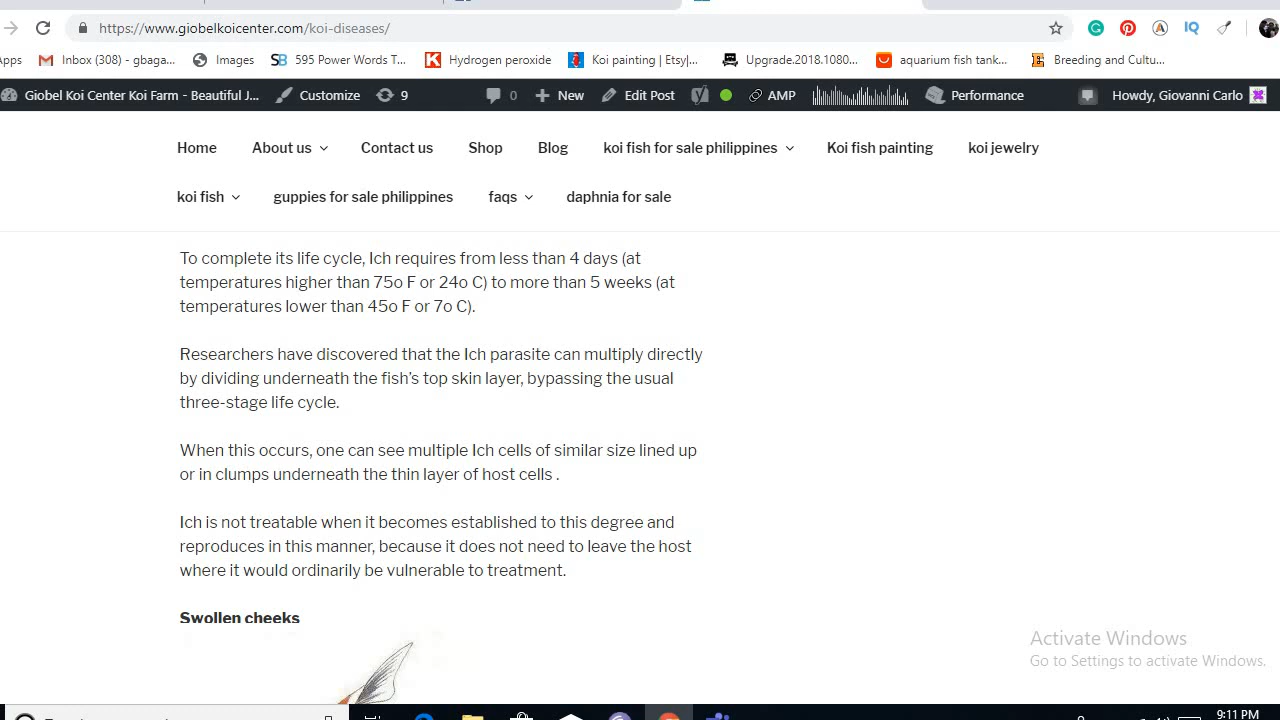 https://www.giobelkoicenter.com/koi-diseases/
Inbox (308) - gbaga...
Images
595 Power Words T...
Hydrogen peroxide
Koi painting | Etsy|...
Upgrade.2018.1080...
aquarium fish tank...
Breeding and Cultu...
Giobel Koi Center Koi Farm - Beautiful J...
Customize
9
0
New
Edit Post
AMP
Performance
Howdy, Giovanni Carlo
Home
About us
Contact us
Shop
Blog
koi fish for sale philippines
Koi fish painting
koi jewelry
koi fish
guppies for sale philippines
faqs
daphnia for sale
To complete its life cycle, Ich requires from less than 4 days (at
temperatures higher than 75o F or 24o C) to more than 5 weeks (at
temperatures lower than 45o F or 7o C).
Researchers have discovered that the Ich parasite can multiply directly
by dividing underneath the fish’s top skin layer, bypassing the usual
three-stage life cycle.
When this occurs, one can see multiple Ich cells of similar size lined up
or in clumps underneath the thin layer of host cells .
Ich is not treatable when it becomes established to this degree and
reproduces in this manner, because it does not need to leave the host
where it would ordinarily be vulnerable to treatment.
Swollen cheeks
Activate Windows
Go to Settings to activate Windows.
9:11 PM